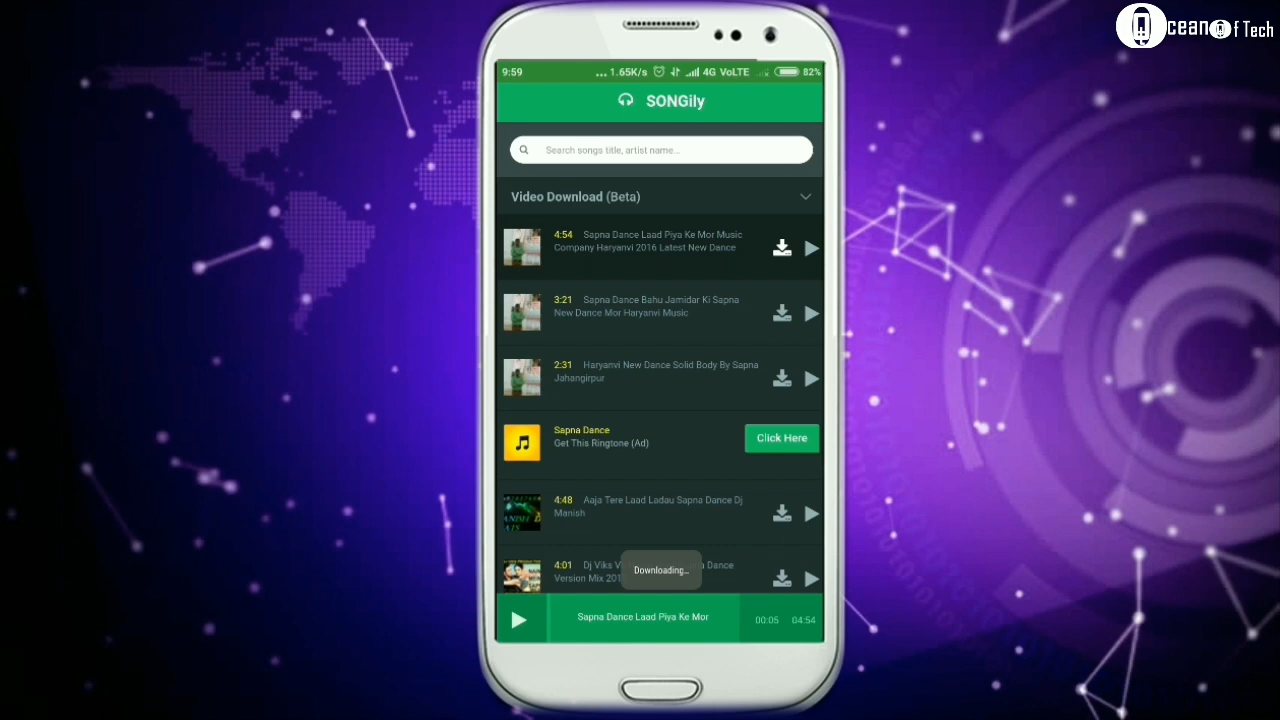 Ocean Of Tech
9:59 ... 1.65K/s 4G VoLTE 82%
SONGily
Search songs title, artist name...
Video Download (Beta)
4:54 Sapna Dance Laad Piya Ke Mor Music
Company Haryanvi 2016 Latest New Dance
3:21 Sapna Dance Bahu Jamidar Ki Sapna
New Dance Mor Haryanvi Music
2:31 Haryanvi New Dance Solid Body By Sapna
Jahangirpur
Sapna Dance
Get This Ringtone (Ad)
Click Here
4:48 Aaja Tere Laad Ladau Sapna Dance Dj
Manish
4:01 Dj Viks Dance
Version Mix
Downloading...
Sapna Dance Laad Piya Ke Mor
00:05 04:54